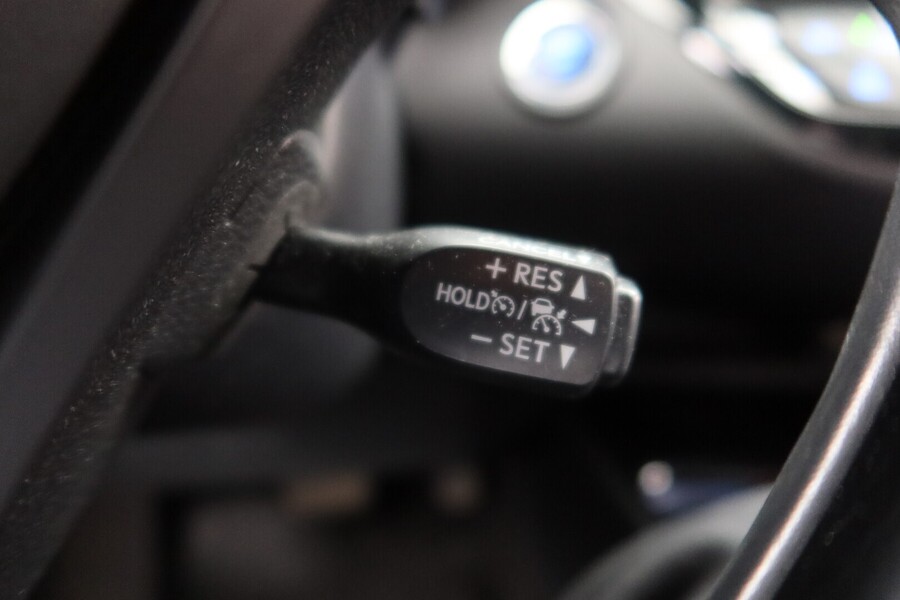 + RES ▲
HOLD / ◄
− SET ▼